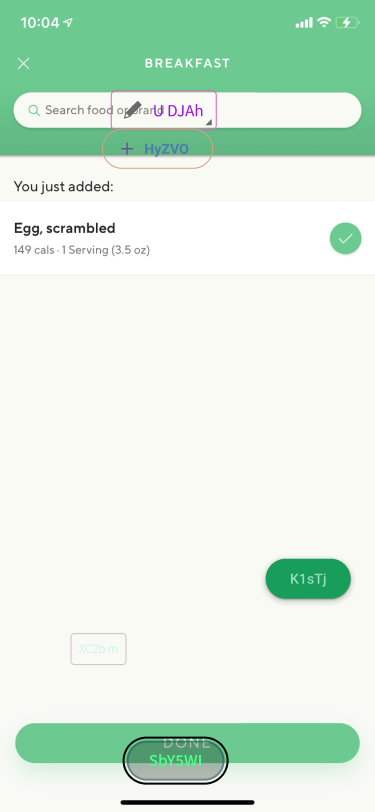 10:04
BREAKFAST
Search food or brand
U DJAh
HyZV0
You just added:
Egg, scrambled
149 cals · 1 Serving (3.5 oz)
K1sTj
XC2b m
DONE
SbY5WI